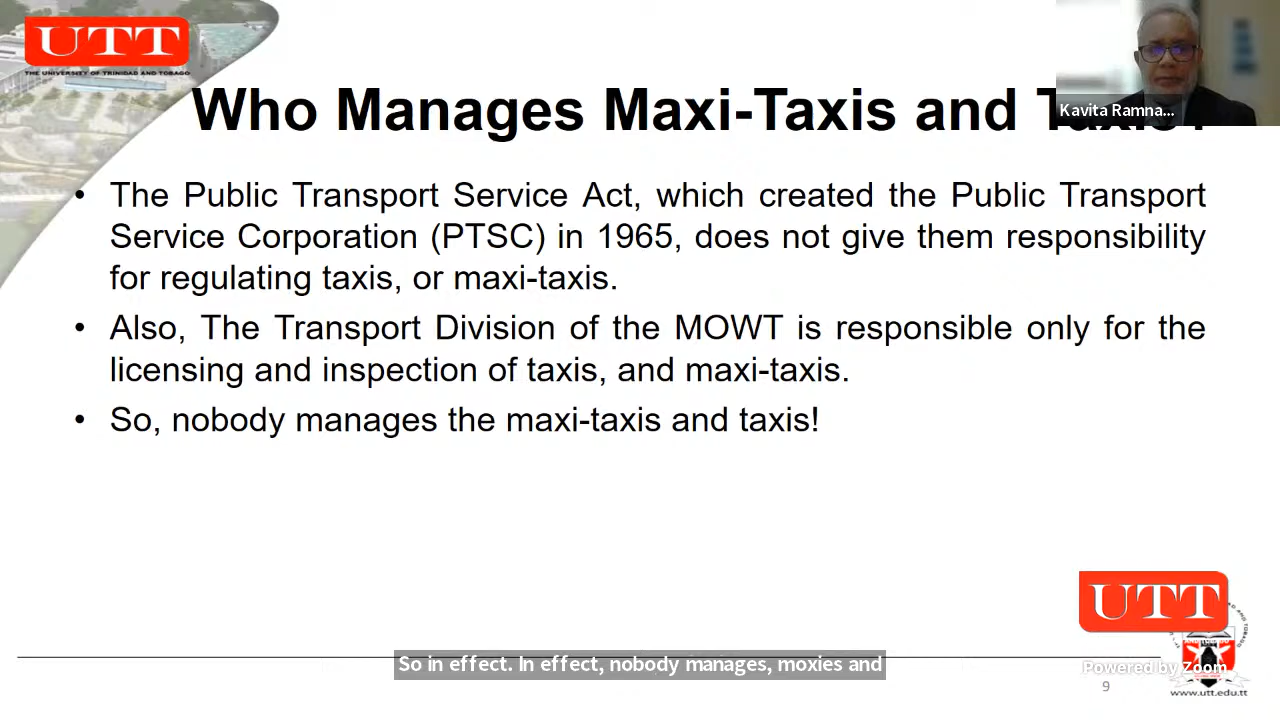 UTT
THE UNIVERSITY OF TRINIDAD AND TOBAGO
Kavita Ramna...
Who Manages Maxi-Taxis and Taxis?
• The Public Transport Service Act, which created the Public Transport
Service Corporation (PTSC) in 1965, does not give them responsibility
for regulating taxis, or maxi-taxis.
• Also, The Transport Division of the MOWT is responsible only for the
licensing and inspection of taxis, and maxi-taxis.
• So, nobody manages the maxi-taxis and taxis!
UTT
So in effect. In effect, nobody manages, moxies and
Powered by Zoom
9
www.utt.edu.tt